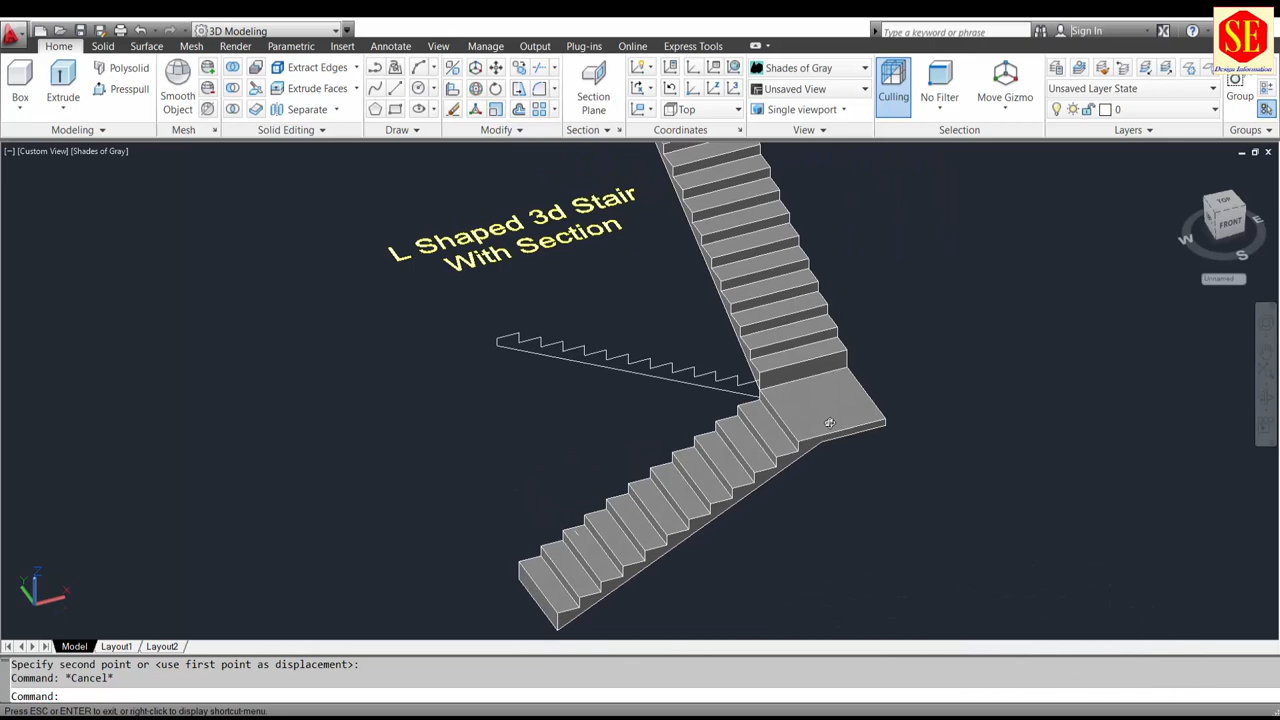 3D Modeling
Type a keyword or phrase
Sign In
SE
Design Information
Home Solid Surface Mesh Render Parametric Insert Annotate View Manage Output Plug-ins Online Express Tools
Box
Extrude
Polysolid
Presspull
Smooth
Object
Extract Edges
Extrude Faces
Separate
Section
Plane
Top
Shades of Gray
Unsaved View
Single viewport
Culling
No Filter
Move Gizmo
Unsaved Layer State
0
Group
Modeling Mesh Solid Editing Draw Modify Section Coordinates View Selection Layers Groups
[−] [Custom View] [Shades of Gray]
L Shaped 3d Stair
With Section
TOP
FRONT
W
E
S
Unnamed
Z
Y
X
Model Layout1 Layout2
Specify second point or <use first point as displacement>:
Command: *Cancel*
Command:
Press ESC or ENTER to exit, or right-click to display shortcut-menu.